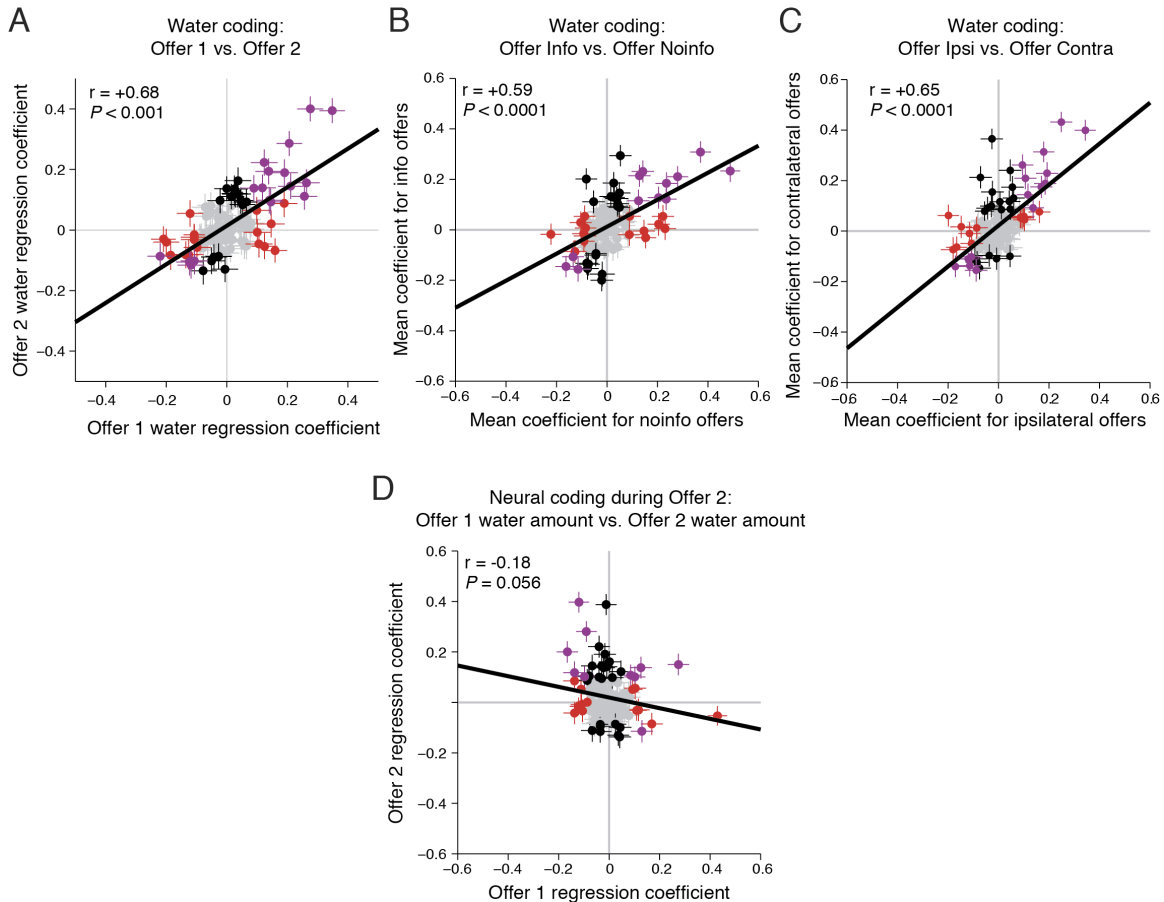 A
Water coding:
Offer 1 vs. Offer 2
r = +0.68
P < 0.001
0.4
0.2
0
−0.2
−0.4
Offer 2 water regression coefficient
−0.4
−0.2
0
0.2
0.4
Offer 1 water regression coefficient
B
Water coding:
Offer Info vs. Offer Noinfo
0.6
r = +0.59
P < 0.0001
0.4
0.2
0
−0.2
−0.4
−0.6
Mean coefficient for info offers
−0.6
−0.4
−0.2
0
0.2
0.4
0.6
Mean coefficient for noinfo offers
C
Water coding:
Offer Ipsi vs. Offer Contra
0.6
r = +0.65
P < 0.0001
0.4
0.2
0
−0.2
−0.4
−0.6
Mean coefficient for contralateral offers
−0.6
−0.4
−0.2
0
0.2
0.4
0.6
Mean coefficient for ipsilateral offers
D
Neural coding during Offer 2:
Offer 1 water amount vs. Offer 2 water amount
0.6
r = -0.18
P = 0.056
0.4
0.2
−0.2
−0.4
−0.6
Offer 2 regression coefficient
−0.6
−0.4
−0.2
0
0.2
0.4
0.6
Offer 1 regression coefficient